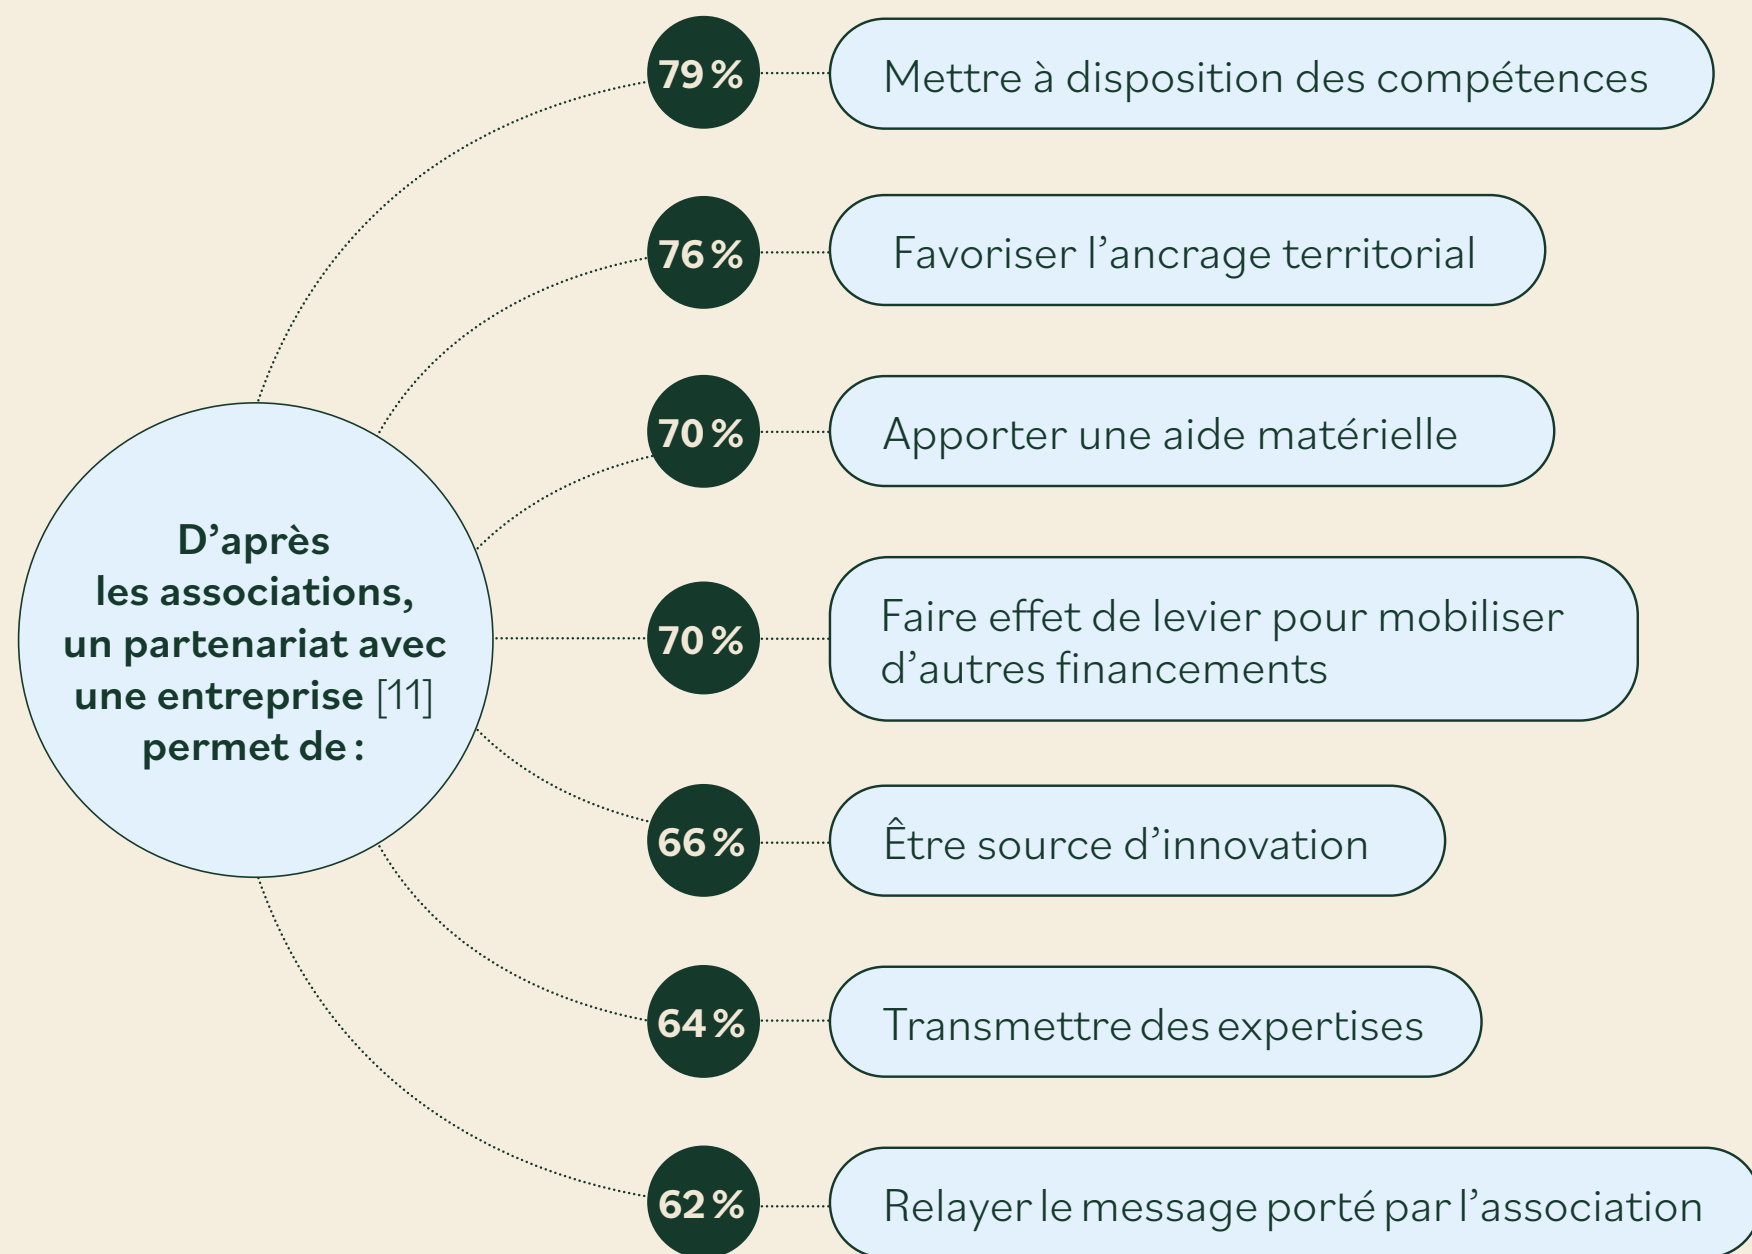 D’après
les associations,
un partenariat avec
une entreprise [11]
permet de :
79 %
Mettre à disposition des compétences
76 %
Favoriser l’ancrage territorial
70 %
Apporter une aide matérielle
70 %
Faire effet de levier pour mobiliser
d’autres financements
66 %
Être source d’innovation
64 %
Transmettre des expertises
62 %
Relayer le message porté par l’association